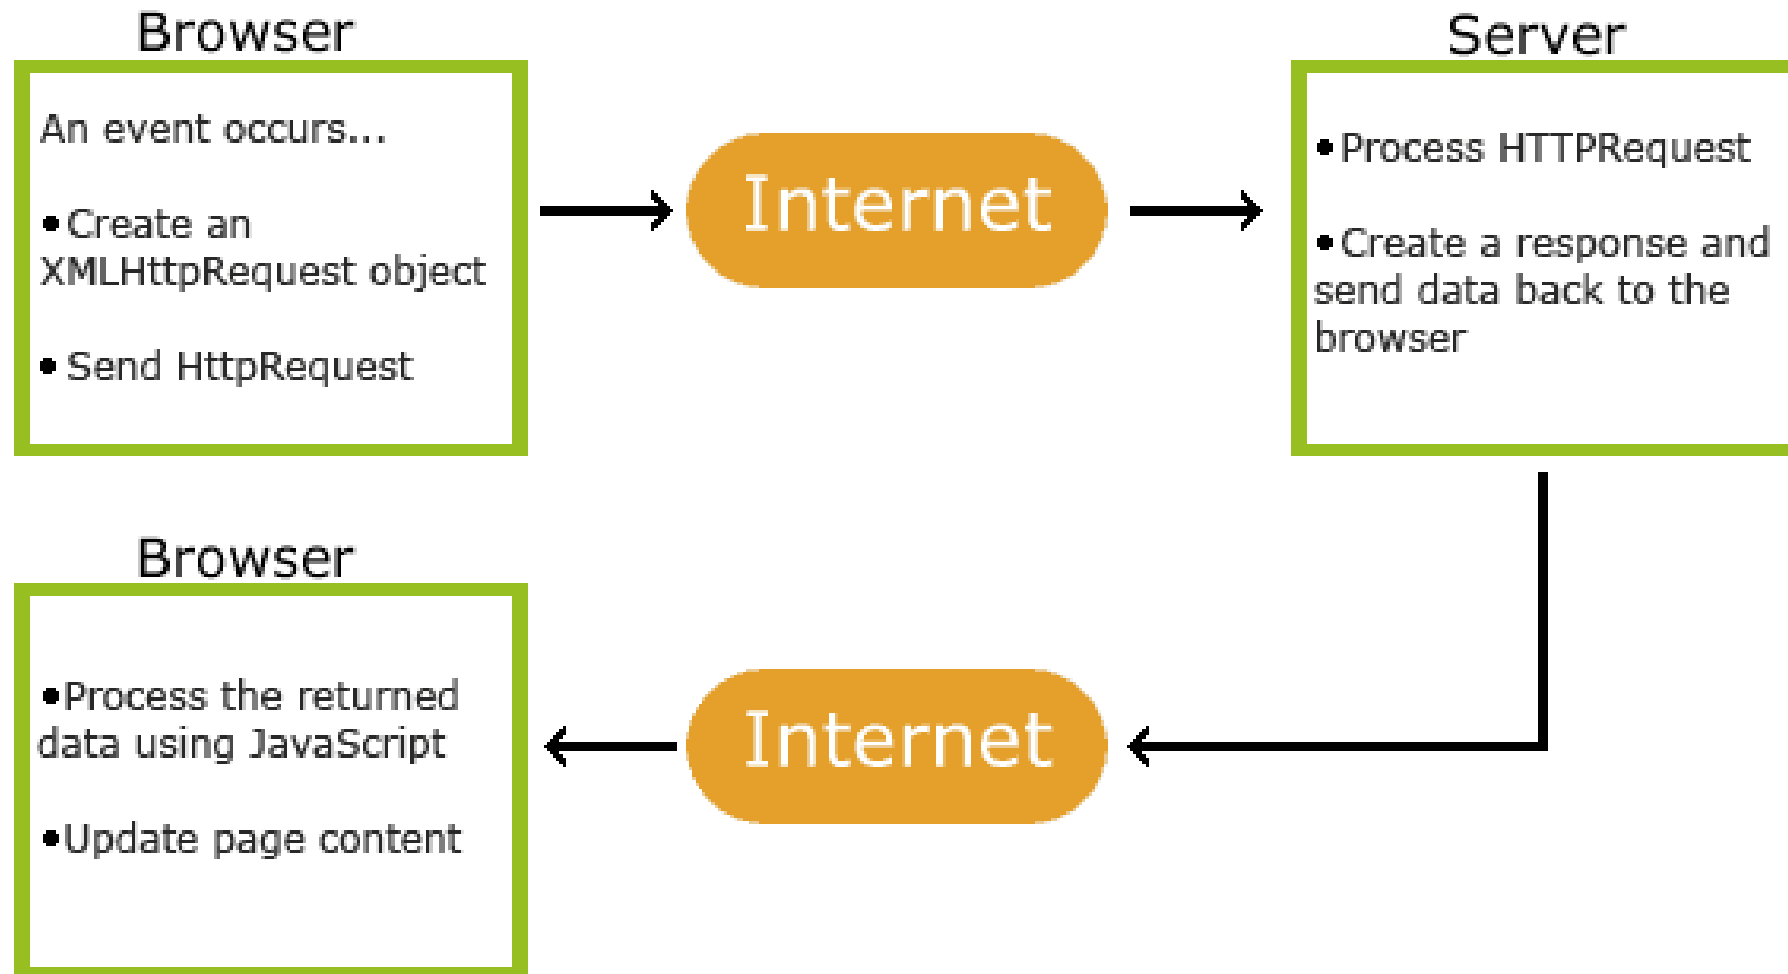 Browser
An event occurs...
•Create an
XMLHttpRequest object
• Send HttpRequest
Internet
Server
•Process HTTPRequest
•Create a response and
send data back to the
browser
Browser
•Process the returned
data using JavaScript
•Update page content
Internet